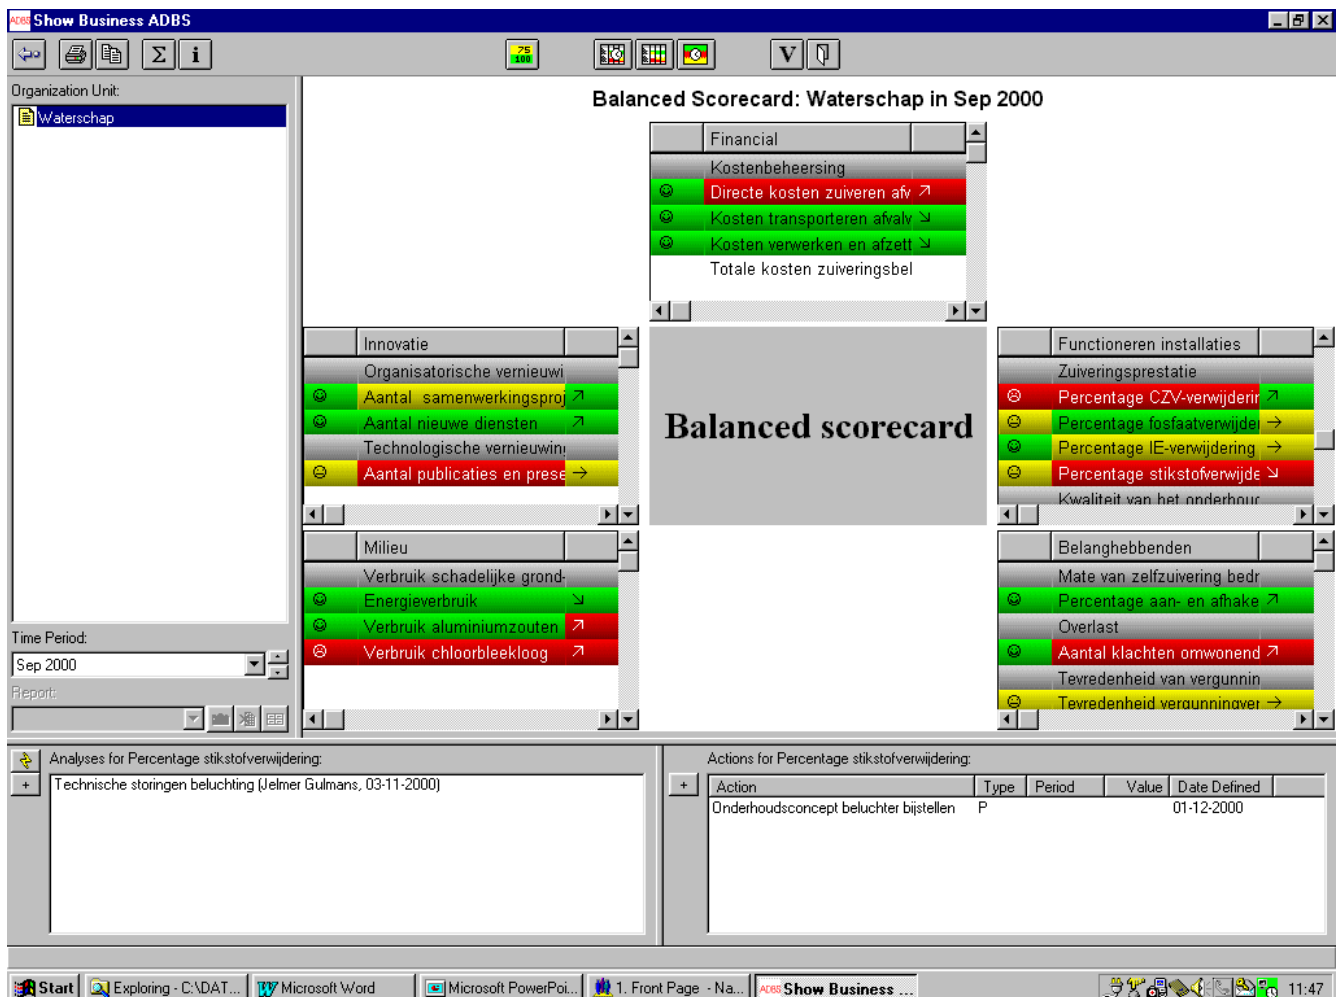 ADBS Show Business ADBS
75
100
Σ i V
Organization Unit:
Waterschap
Balanced Scorecard: Waterschap in Sep 2000
Financial
Kostenbeheersing
Directe kosten zuiveren afv
Kosten transporteren afvalv
Kosten verwerken en afzett
Totale kosten zuiveringsbel
Innovatie
Organisatorische vernieuwi
Aantal samenwerkingsproj
Aantal nieuwe diensten
Technologische vernieuwin
Aantal publicaties en prese
Balanced scorecard
Functioneren installaties
Zuiveringsprestatie
Percentage CZV-verwijderir
Percentage fosfaatverwijder
Percentage IE-verwijdering
Percentage stikstofverwijde
Kwaliteit van het onderhour
Milieu
Verbruik schadelijke grond-
Energieverbruik
Verbruik aluminiumzouten
Verbruik chloorbleekloog
Belanghebbenden
Mate van zelfzuivering bedr
Percentage aan- en afhake
Overlast
Aantal klachten omwonend
Tevredenheid van vergunnin
Tevredenheid vergunningver
Time Period:
Sep 2000
Report:
Analyses for Percentage stikstofverwijdering:
+
Technische storingen beluchting (Jelmer Gulmans, 03-11-2000)
Actions for Percentage stikstofverwijdering:
+
Action Type Period Value Date Defined
Onderhoudsconcept beluchter bijstellen P 01-12-2000
Start Exploring - C:\DAT... Microsoft Word Microsoft PowerPoi... 1. Front Page - Na... ADBS Show Business ... 11:47